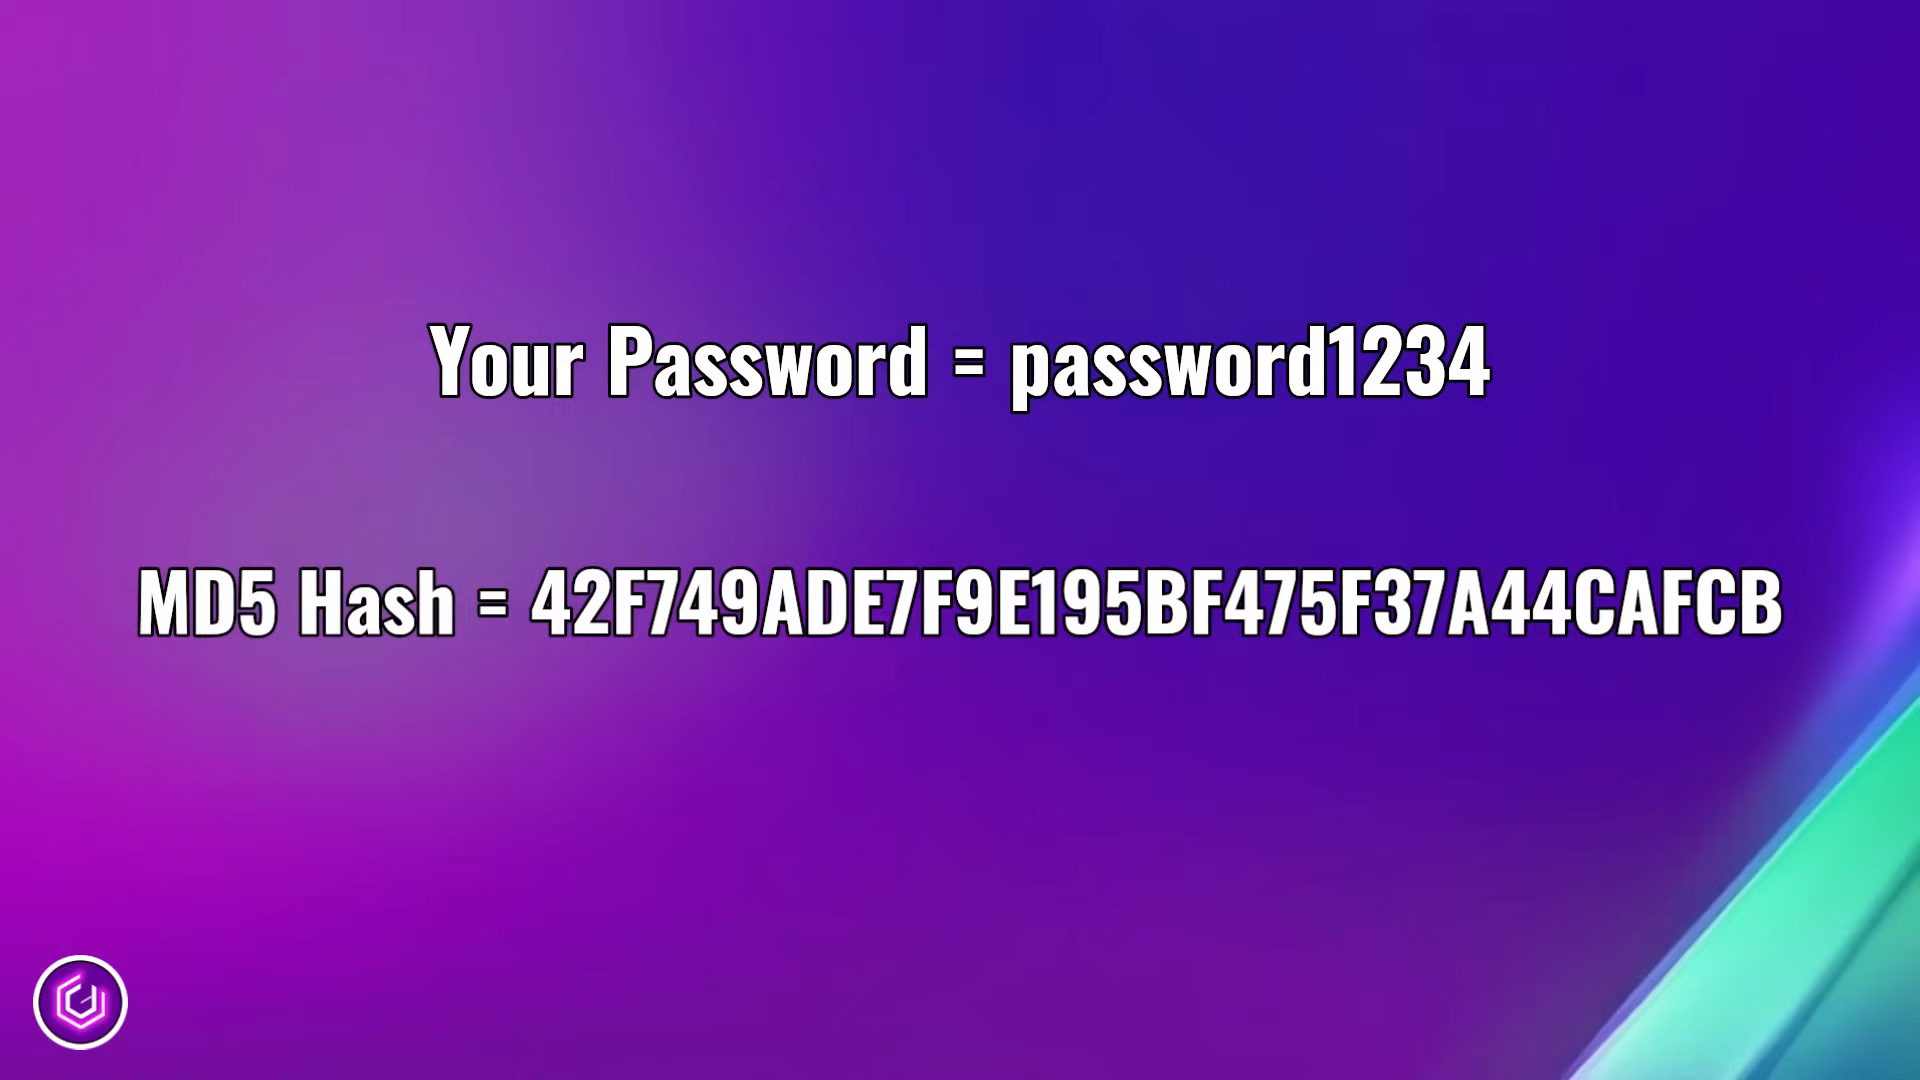 Your Password = password1234
MD5 Hash = 42F749ADE7F9E195BF475F37A44CAFCB